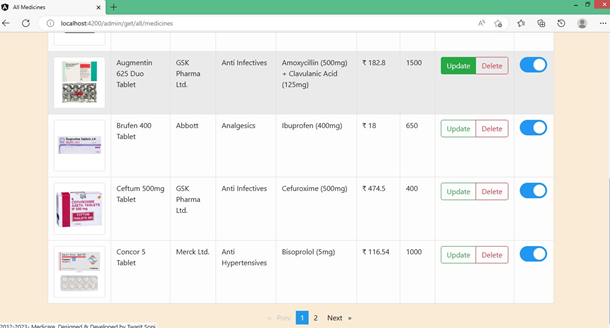 All Medicines
localhost:4200/admin/get/all/medicines
Augmentin 625 Duo Tablet
GSK Pharma Ltd.
Anti Infectives
Amoxycillin (500mg) + Clavulanic Acid (125mg)
₹ 182.8
1500
Update
Delete
Brufen 400 Tablet
Abbott
Analgesics
Ibuprofen (400mg)
₹ 18
650
Update
Delete
Ceftum 500mg Tablet
GSK Pharma Ltd.
Anti Infectives
Cefuroxime (500mg)
₹ 474.5
400
Update
Delete
Concor 5 Tablet
Merck Ltd.
Anti Hypertensives
Bisoprolol (5mg)
₹ 116.54
1000
Update
Delete
« Prev 1 2 Next »
2012-2023- Medicare. Designed & Developed by Twarit Soni